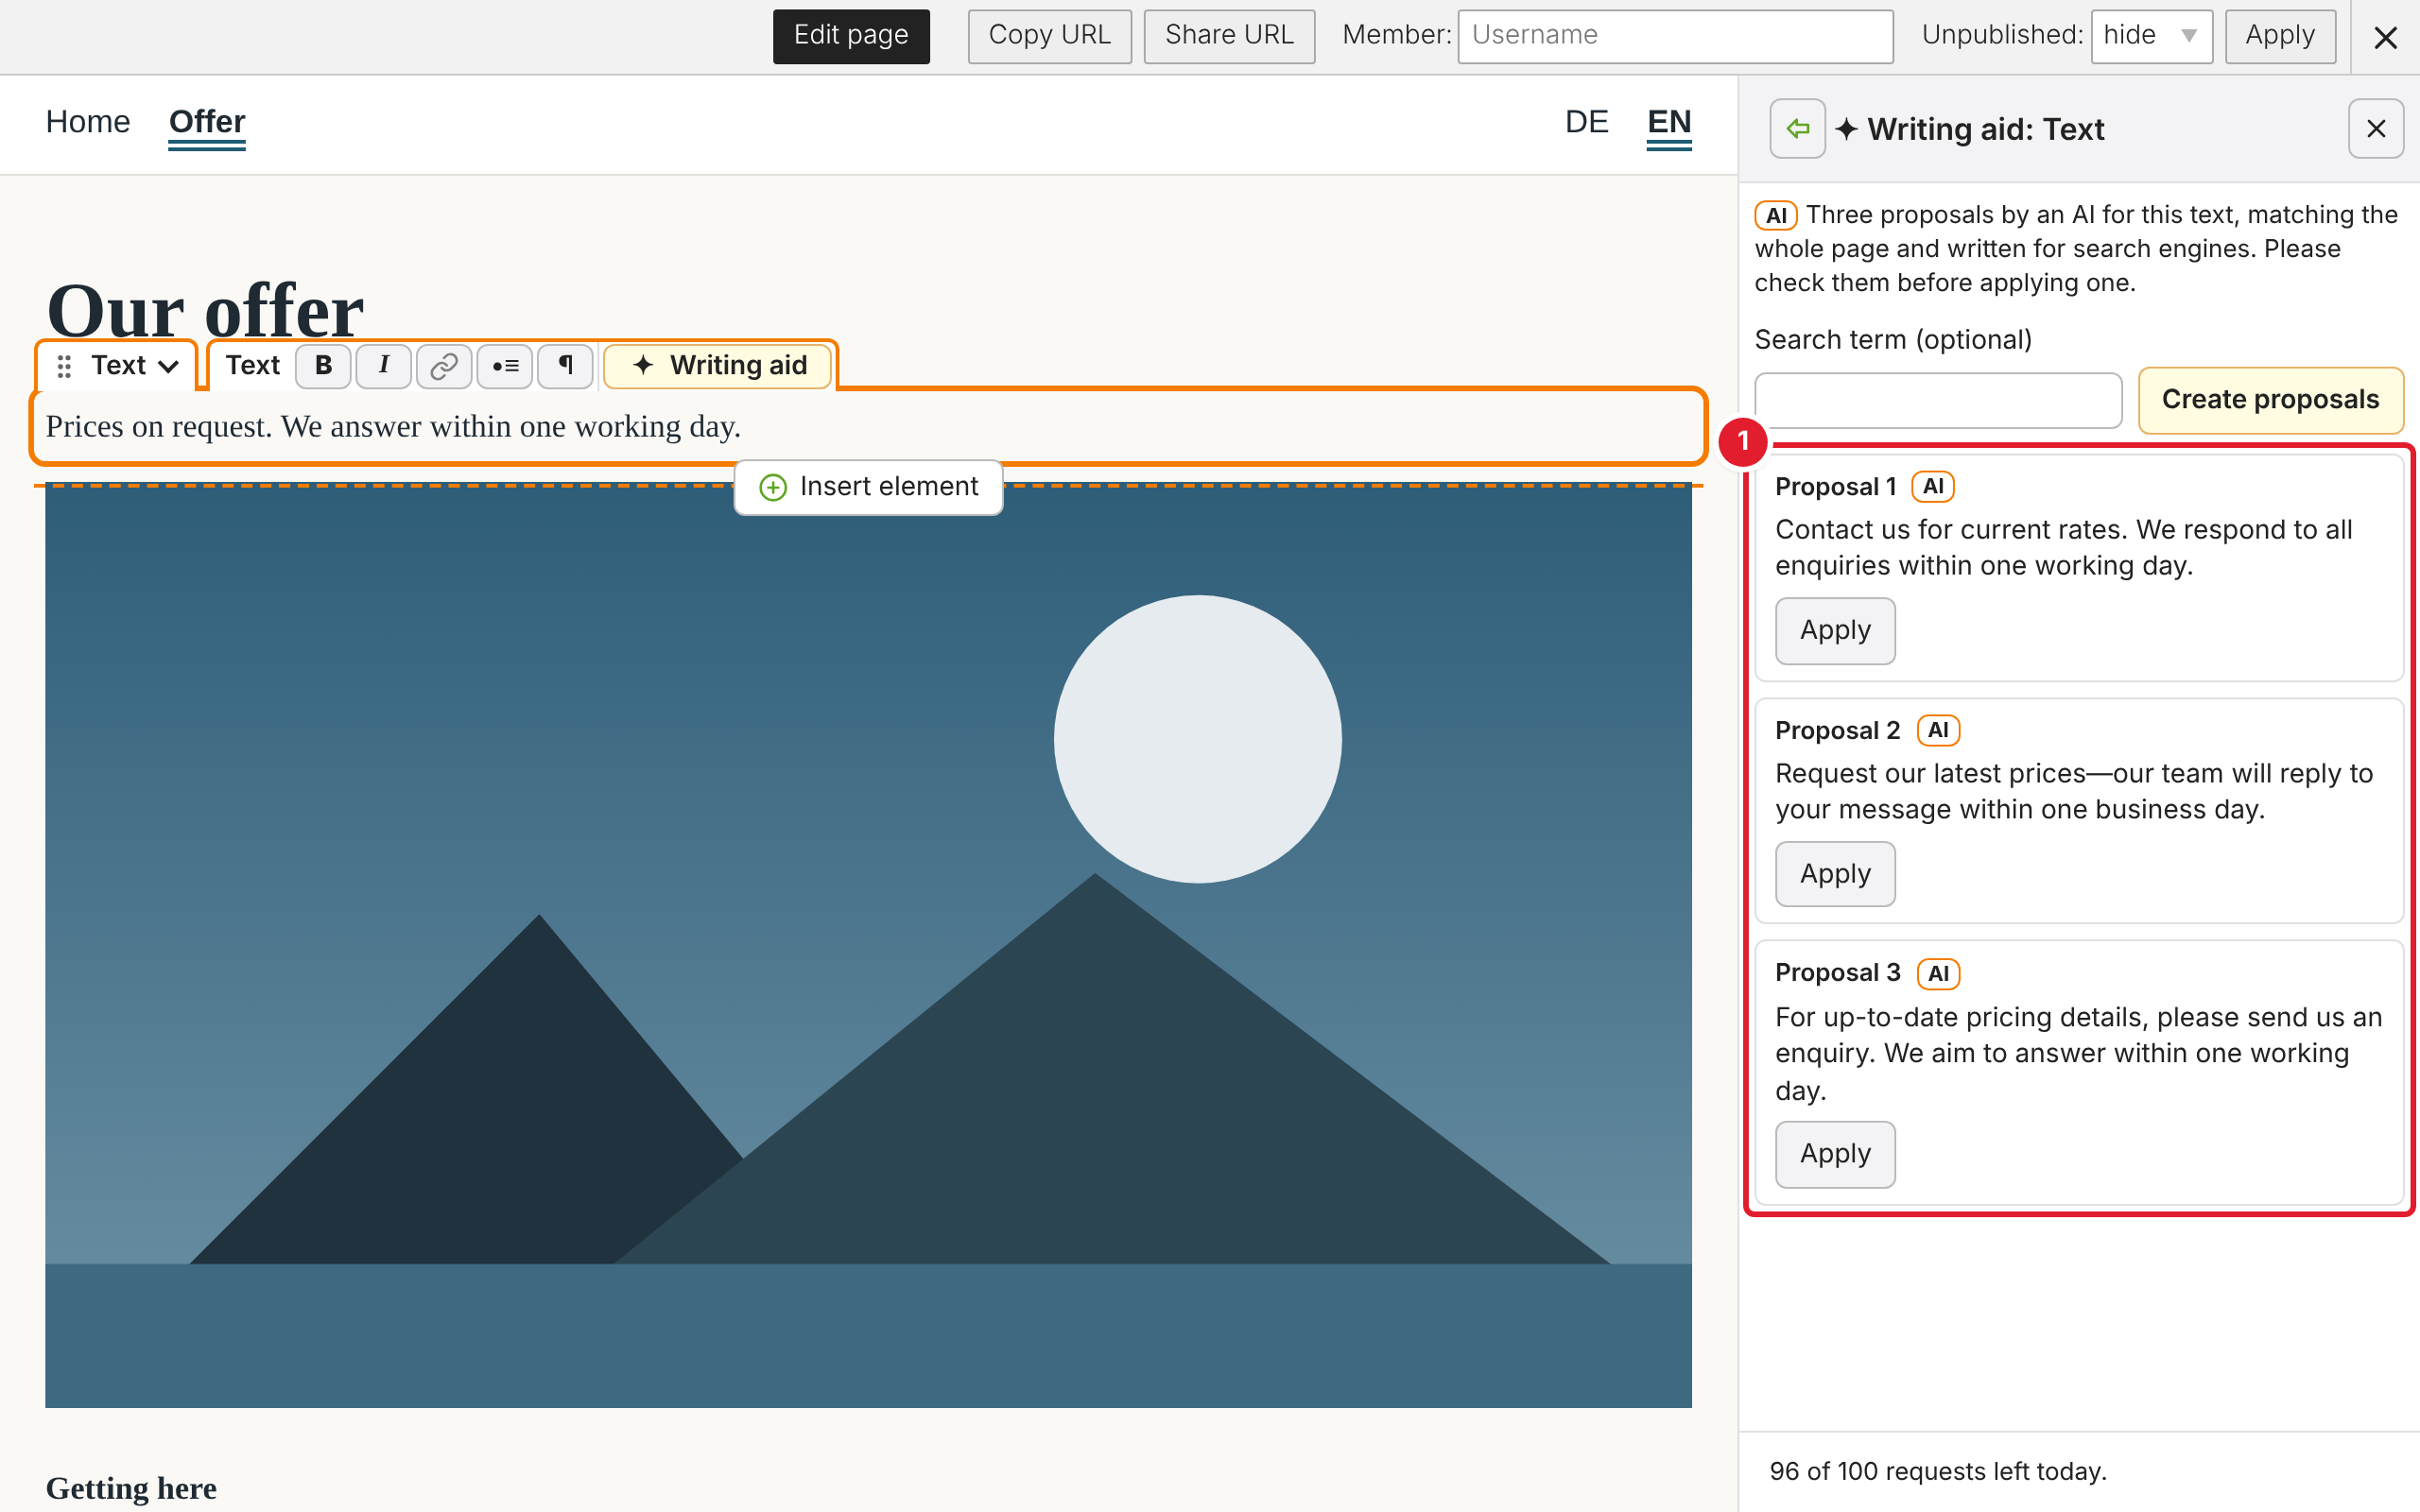 Edit page Copy URL Share URL Member: Username Unpublished: hide Apply
Home Offer DE EN
Our offer
Text Text B I ¶ Writing aid
Prices on request. We answer within one working day.
Insert element
Getting here
Writing aid: Text
AI Three proposals by an AI for this text, matching the
whole page and written for search engines. Please
check them before applying one.
Search term (optional)
Create proposals
1
Proposal 1 AI
Contact us for current rates. We respond to all
enquiries within one working day.
Apply
Proposal 2 AI
Request our latest prices—our team will reply to
your message within one business day.
Apply
Proposal 3 AI
For up-to-date pricing details, please send us an
enquiry. We aim to answer within one working
day.
Apply
96 of 100 requests left today.